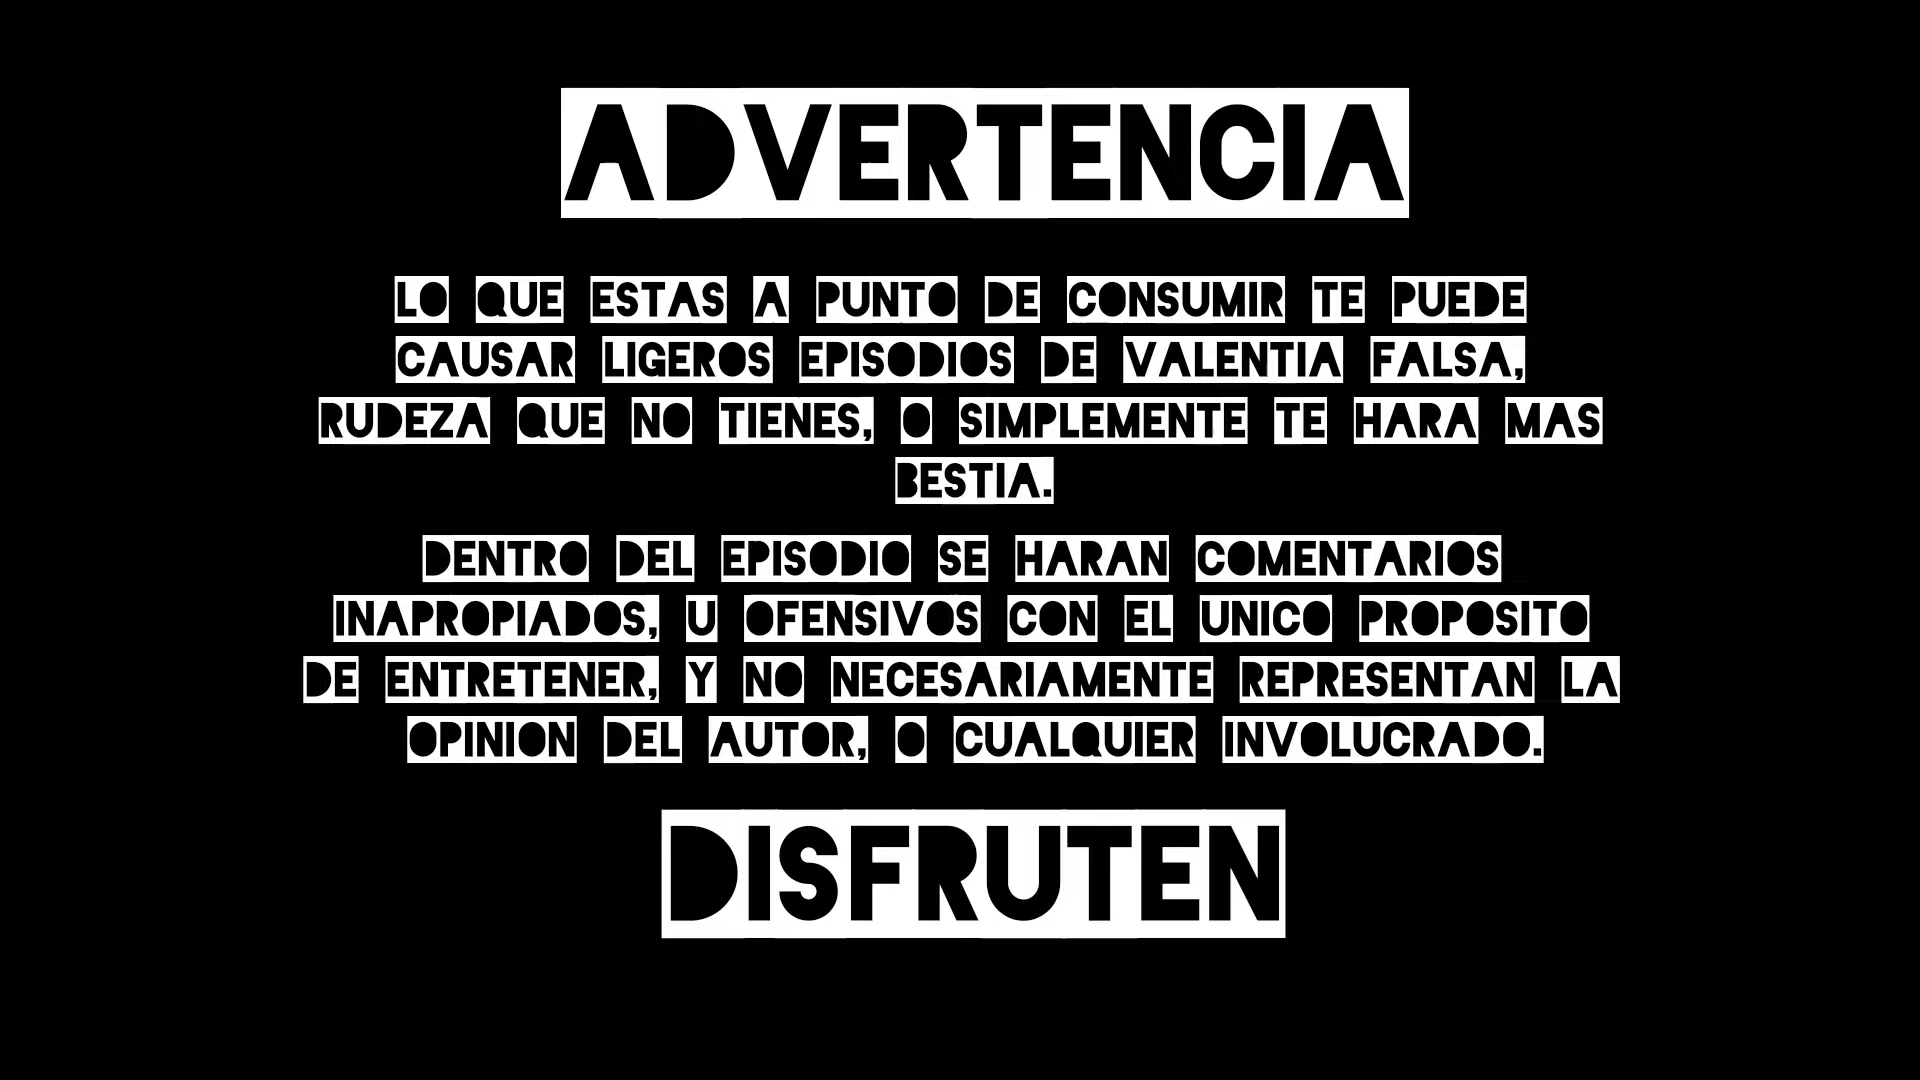 ADVERTENCIA
LO QUE ESTAS A PUNTO DE CONSUMIR TE PUEDE
CAUSAR LIGEROS EPISODIOS DE VALENTIA FALSA,
RUDEZA QUE NO TIENES, O SIMPLEMENTE TE HARA MAS
BESTIA.
DENTRO DEL EPISODIO SE HARAN COMENTARIOS
INAPROPIADOS, U OFENSIVOS CON EL UNICO PROPOSITO
DE ENTRETENER, Y NO NECESARIAMENTE REPRESENTAN LA
OPINION DEL AUTOR, O CUALQUIER INVOLUCRADO.
DISFRUTEN